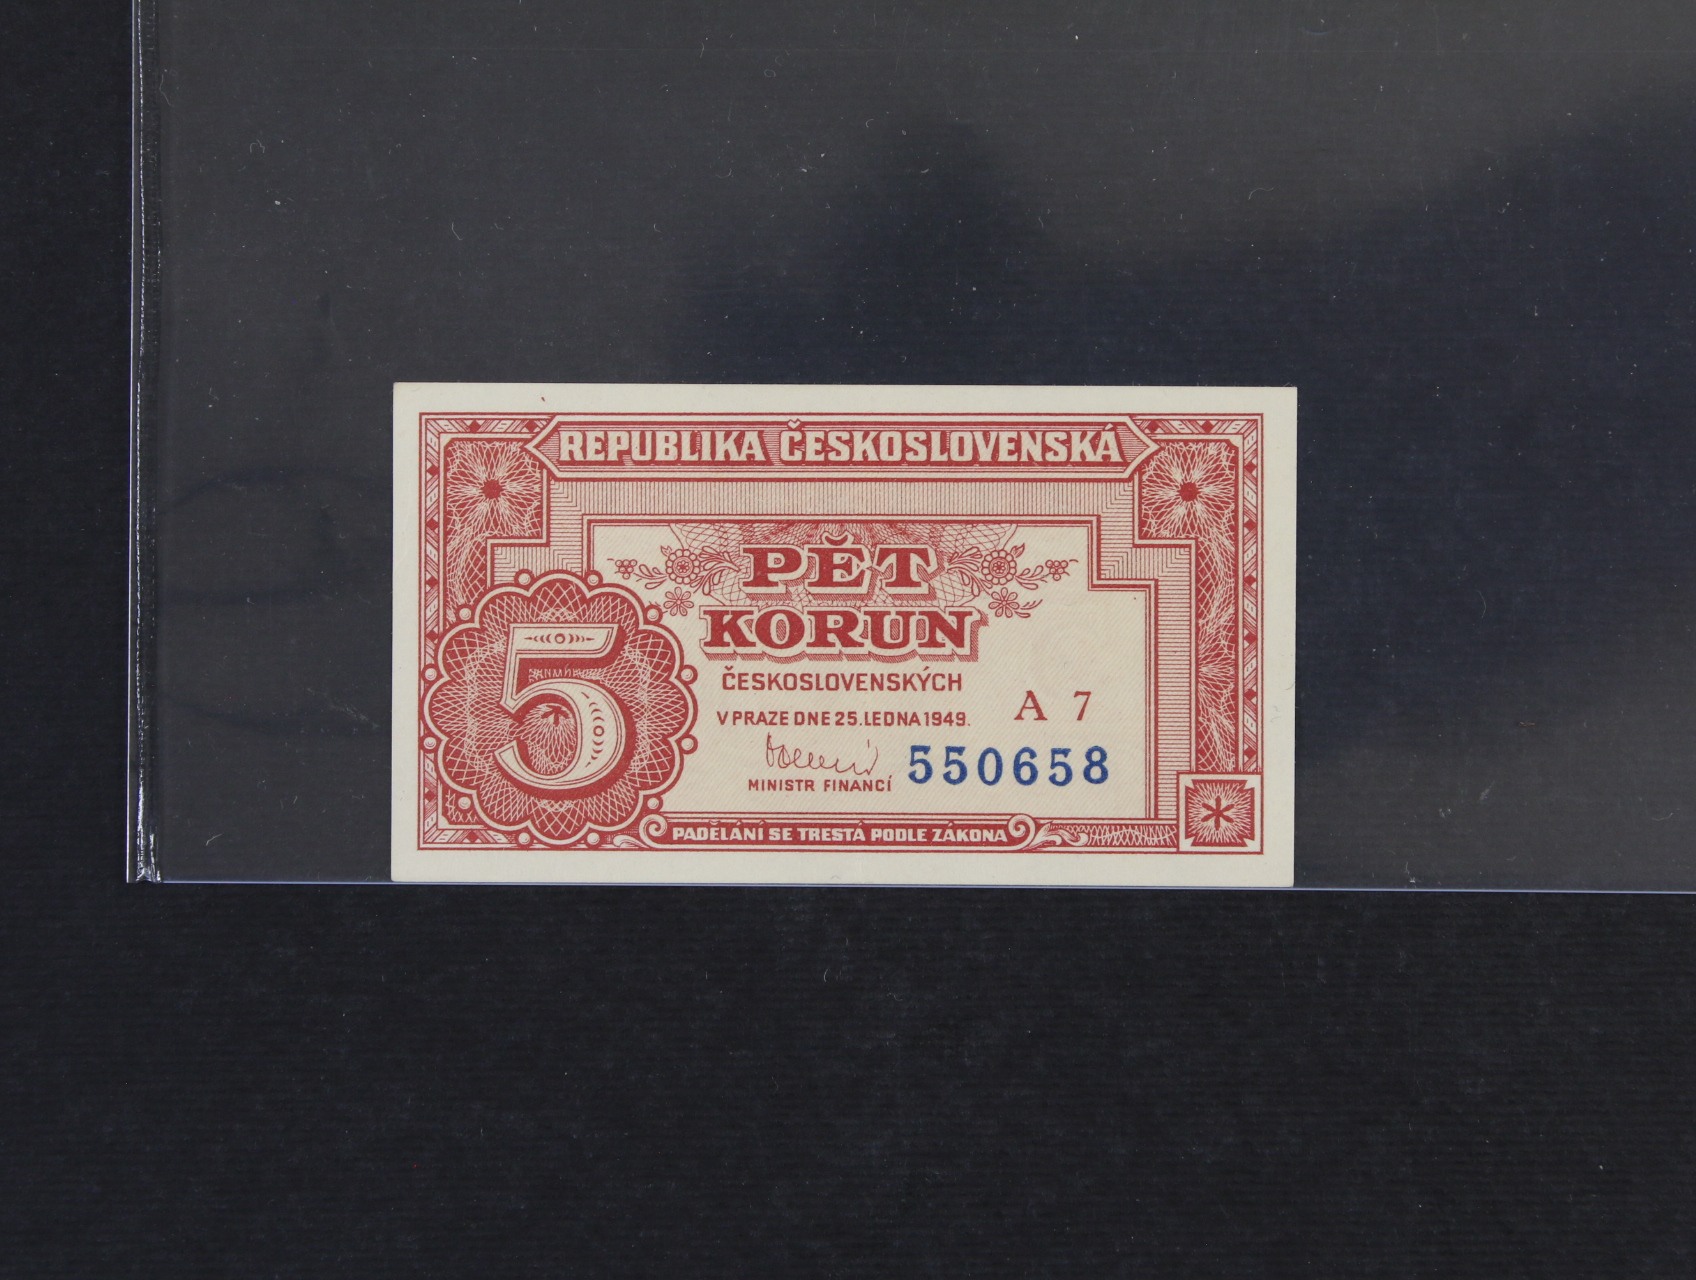 REPUBLIKA ČESKOSLOVENSKÁ
PĚT
KORUN
ČESKOSLOVENSKÝCH
V PRAZE DNE 25. LEDNA 1949.
A 7
550658
MINISTR FINANCÍ
5
PADĚLÁNÍ SE TRESTÁ PODLE ZÁKONA